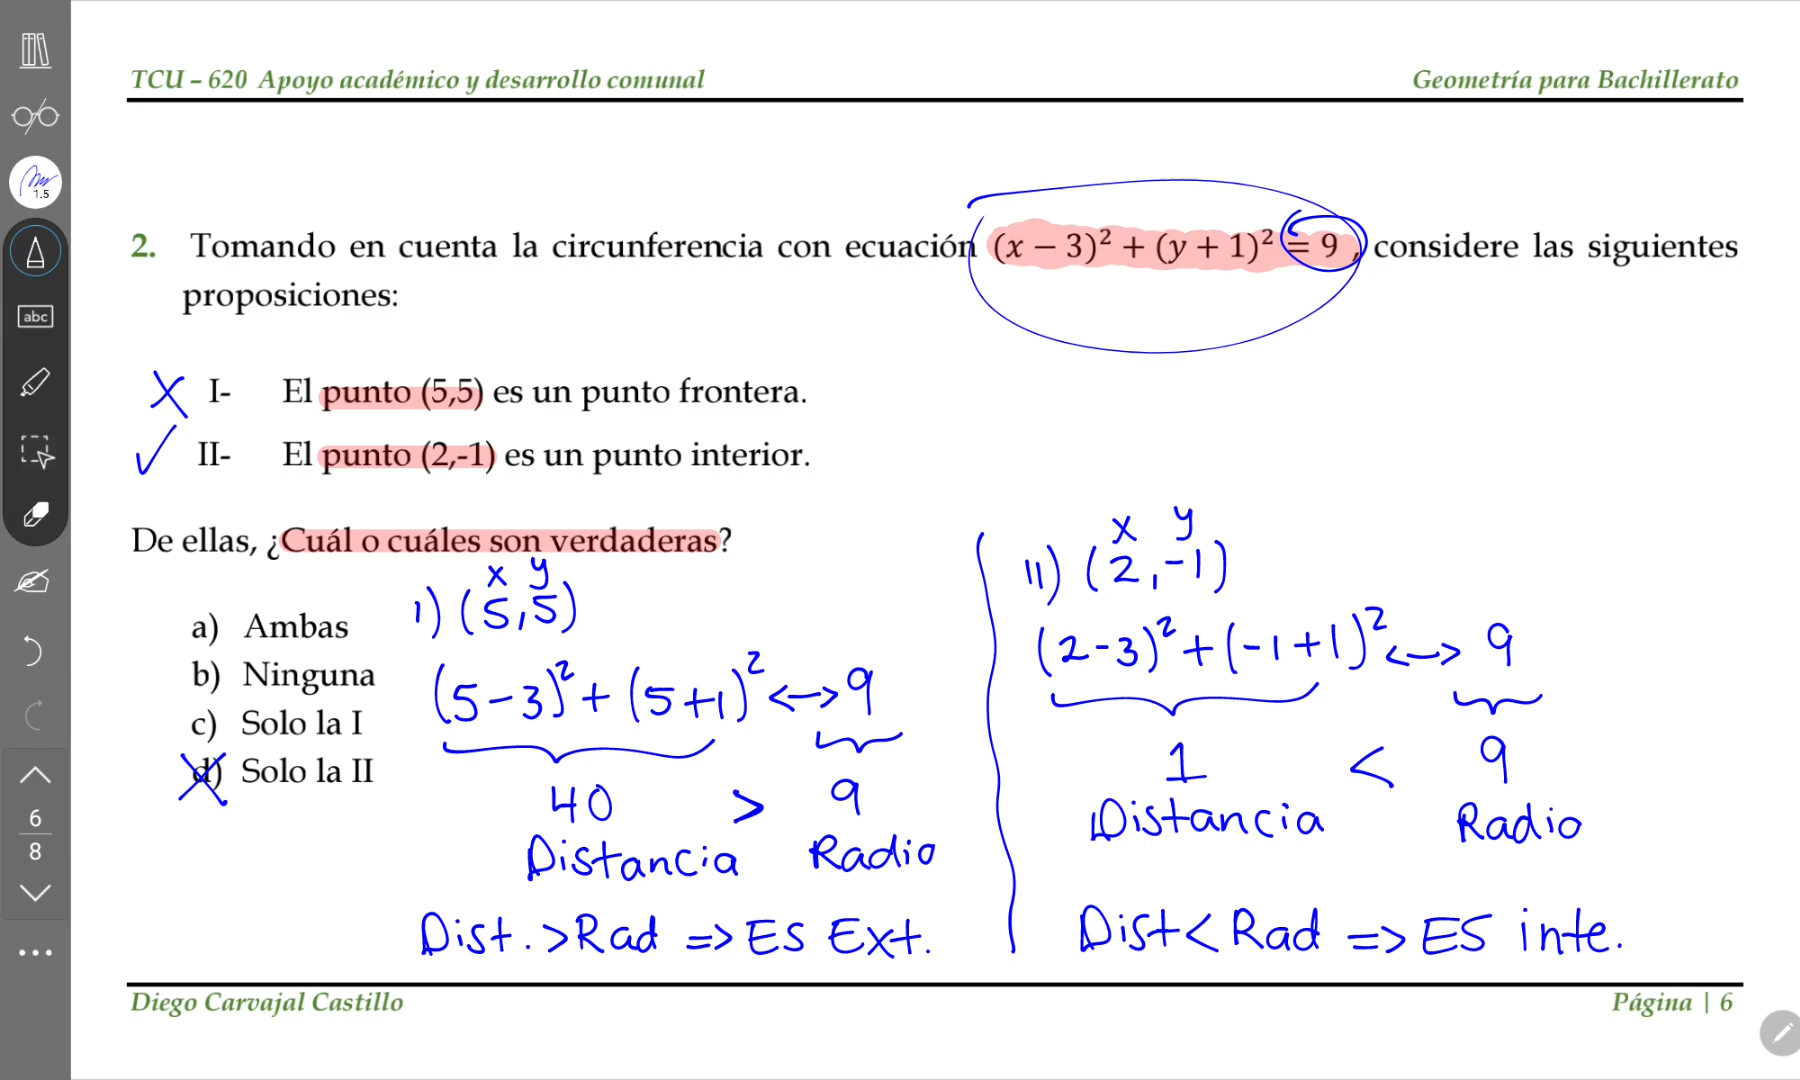 TCU – 620 Apoyo académico y desarrollo comunal
Geometría para Bachillerato
1.5
abc
2. Tomando en cuenta la circunferencia con ecuación (x − 3)² + (y + 1)² = 9 , considere las siguientes
proposiciones:
I- El punto (5,5) es un punto frontera.
II- El punto (2,-1) es un punto interior.
De ellas, ¿Cuál o cuáles son verdaderas?
a) Ambas
b) Ninguna
c) Solo la I
d) Solo la II
x y
I) (5,5)
(5-3)² + (5+1)² <-> 9
40 > 9
Distancia Radio
Dist. > Rad => ES Ext.
x y
II) (2,-1)
(2-3)² + (-1+1)² <-> 9
1 < 9
Distancia Radio
Dist < Rad => ES inte.
6
8
Diego Carvajal Castillo
Página | 6